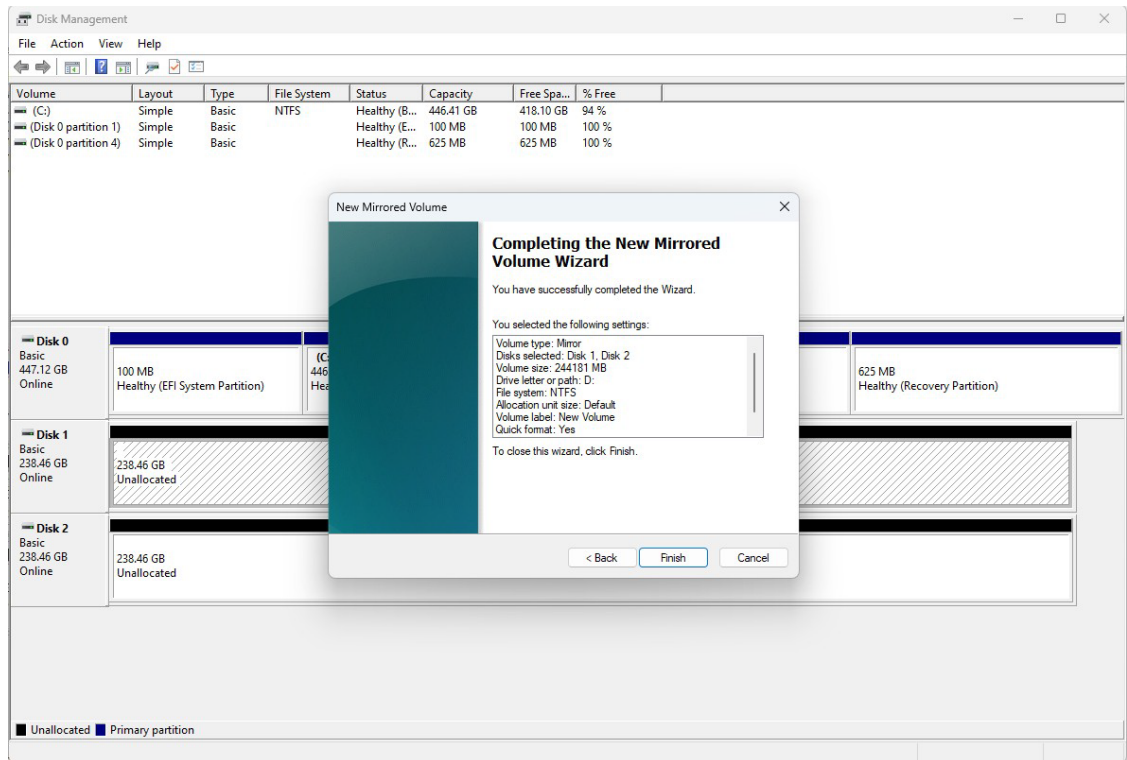 Disk Management
File Action View Help
Volume Layout Type File System Status Capacity Free Spa... % Free
(C:) Simple Basic NTFS Healthy (B... 446.41 GB 418.10 GB 94 %
(Disk 0 partition 1) Simple Basic Healthy (E... 100 MB 100 MB 100 %
(Disk 0 partition 4) Simple Basic Healthy (R... 625 MB 625 MB 100 %
New Mirrored Volume
Completing the New Mirrored
Volume Wizard
You have successfully completed the Wizard.
You selected the following settings:
Volume type: Mirror
Disks selected: Disk 1, Disk 2
Volume size: 244181 MB
Drive letter or path: D:
File system: NTFS
Allocation unit size: Default
Volume label: New Volume
Quick format: Yes
To close this wizard, click Finish.
< Back Finish Cancel
Disk 0
Basic
447.12 GB
Online
100 MB
Healthy (EFI System Partition)
(C:
446
Hea
625 MB
Healthy (Recovery Partition)
Disk 1
Basic
238.46 GB
Online
238.46 GB
Unallocated
Disk 2
Basic
238.46 GB
Online
238.46 GB
Unallocated
Unallocated Primary partition